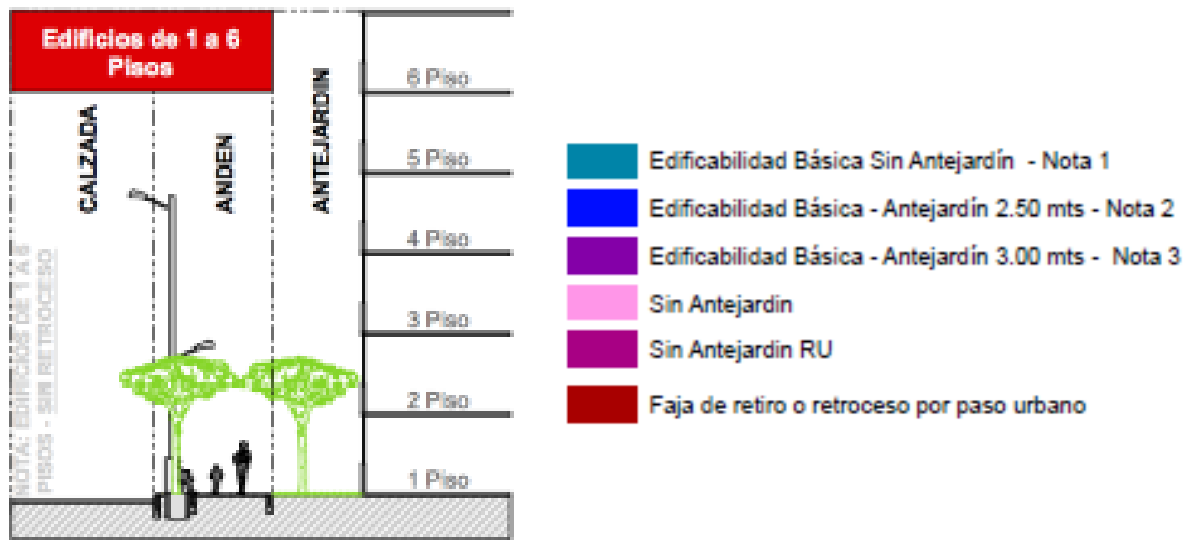 Edificios de 1 a 6
Pisos
CALZADA
ANDEN
ANTEJARDIN
6 Piso
5 Piso
4 Piso
3 Piso
2 Piso
1 Piso
NOTA: EDIFICIOS DE 1 A 6
PISOS - SIN RETROCESO
Edificabilidad Básica Sin Antejardín - Nota 1
Edificabilidad Básica - Antejardín 2.50 mts - Nota 2
Edificabilidad Básica - Antejardín 3.00 mts - Nota 3
Sin Antejardin
Sin Antejardin RU
Faja de retiro o retroceso por paso urbano